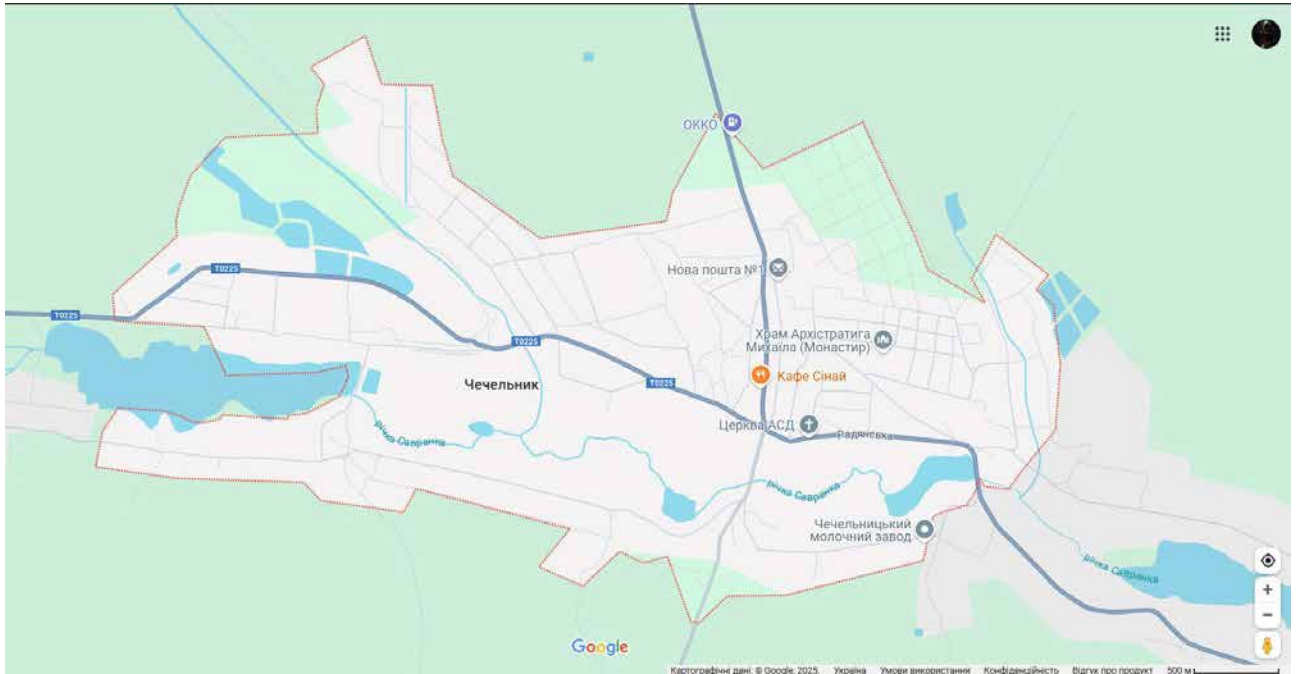 ОККО
Нова пошта №1
T0225
T0225
Храм Архістратига
Михаїла (Монастир)
T0225
Кафе Сінай
T0225
Чечельник
Церква АСД
Радянська
річка Савранка
річка Савранка
Чечельницький
молочний завод
річка Савранка
Google
Картографічні дані: © Google, 2025. Україна Умови використання Конфіденційність Відгук про продукт 500 м